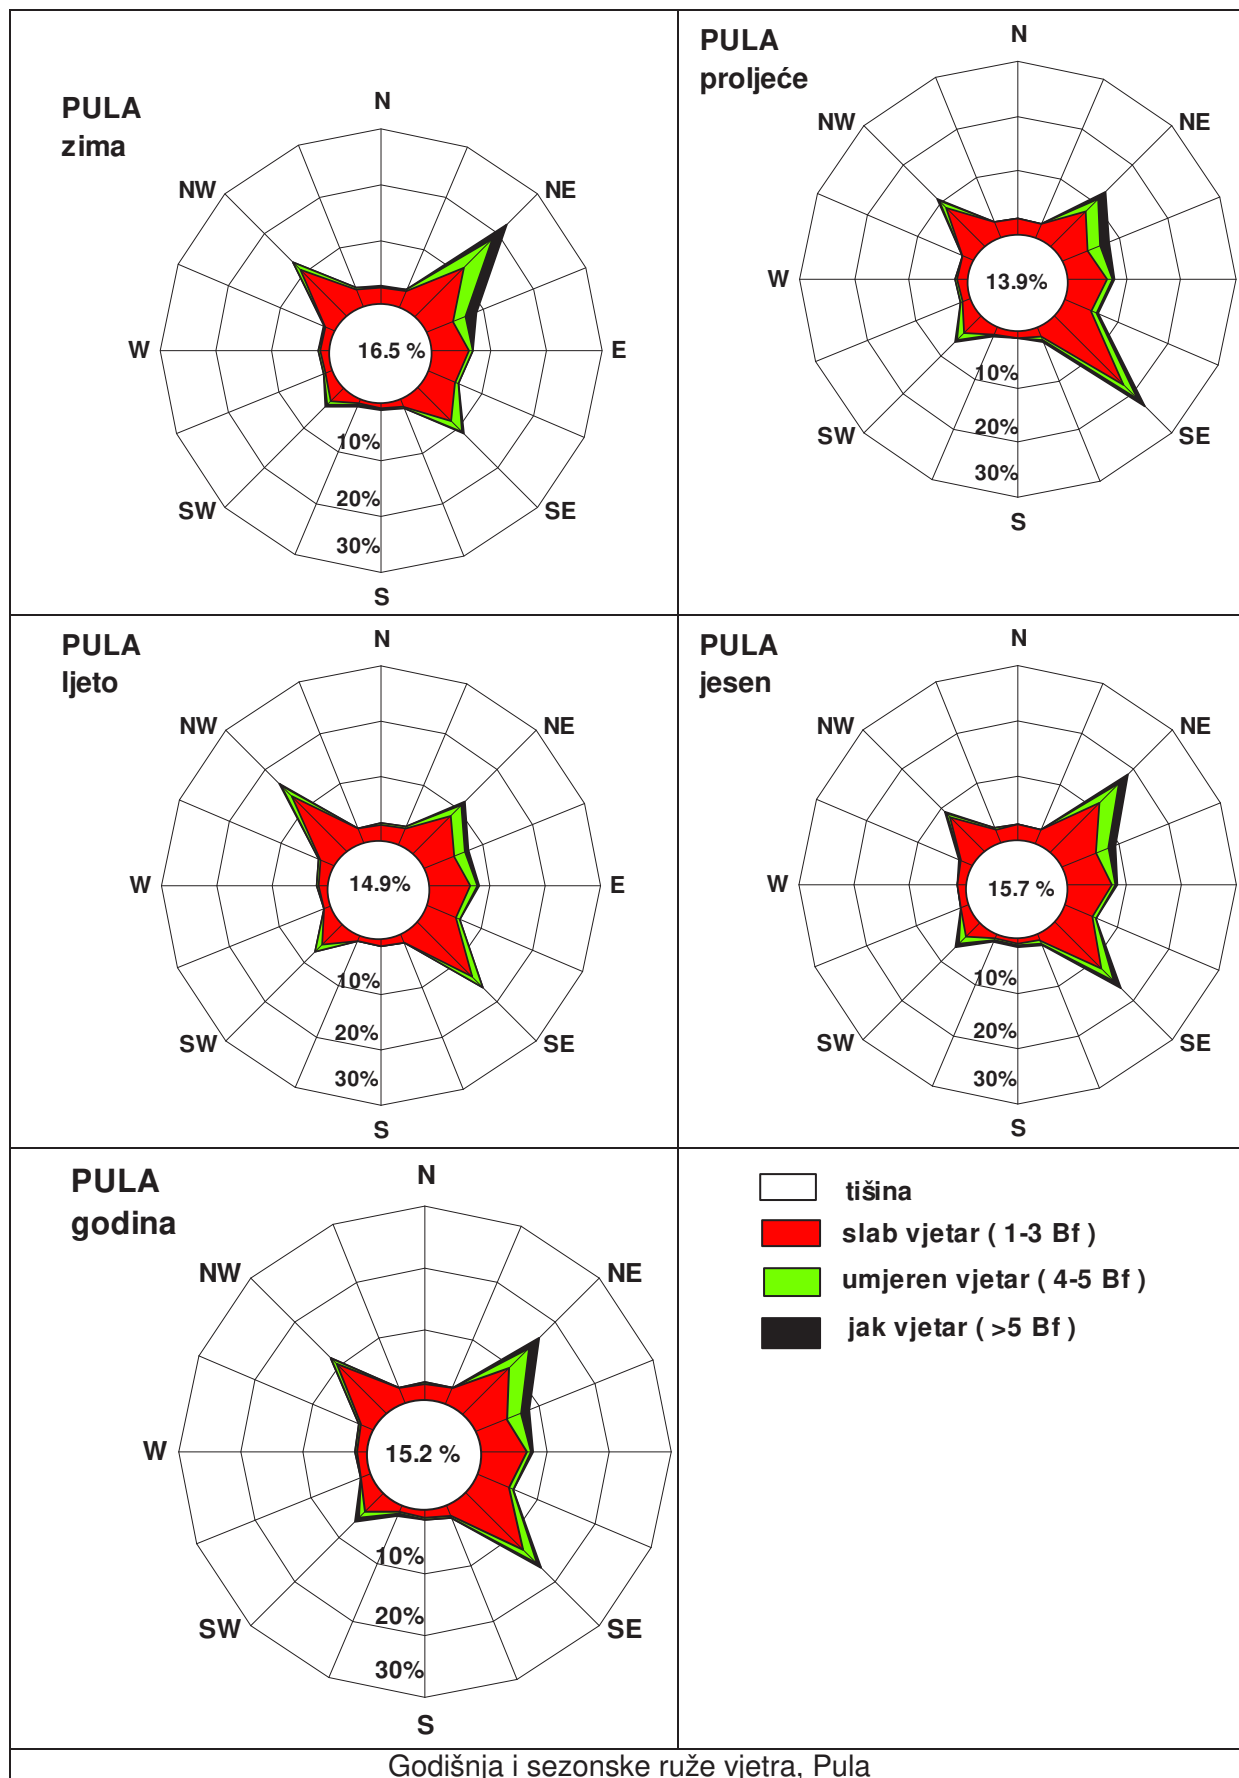 PULA
zima
N
NW
NE
W
16.5 %
E
10%
SW
20%
SE
30%
S
PULA
proljeće
N
NW
NE
W
13.9%
10%
20%
SW
SE
30%
S
PULA
ljeto
N
NW
NE
W
14.9%
E
10%
20%
SW
SE
30%
S
PULA
jesen
N
NW
NE
W
15.7 %
10%
20%
SW
SE
30%
S
PULA
godina
N
NW
NE
W
15.2 %
10%
20%
SW
SE
30%
S
tišina
slab vjetar ( 1-3 Bf )
umjeren vjetar ( 4-5 Bf )
jak vjetar ( >5 Bf )
Godišnja i sezonske ruže vjetra, Pula